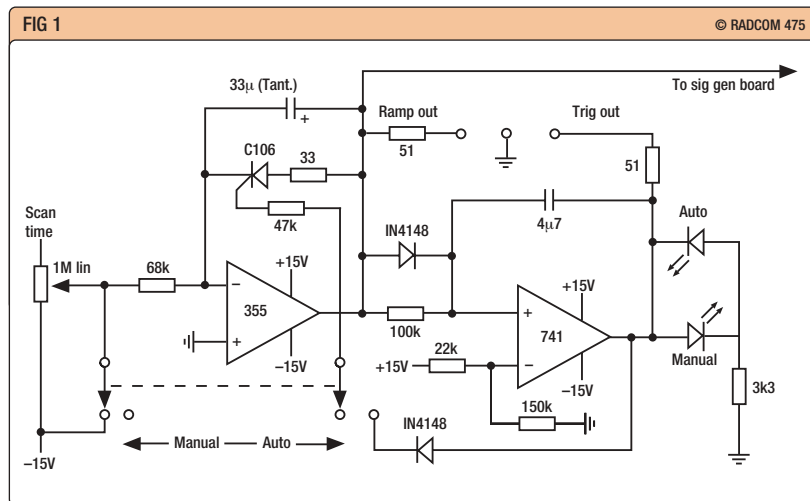 FIG 1
© RADCOM 475
33µ (Tant.)
+
To sig gen board
Ramp out
Trig out
C106
33
51
51
47k
4µ7
Scan
time
IN4148
Auto
1M lin
68k
+15V
–
355
+
–15V
100k
+15V
+
741
–
–15V
Manual
22k
+15V
3k3
150k
IN4148
Manual
Auto
–15V